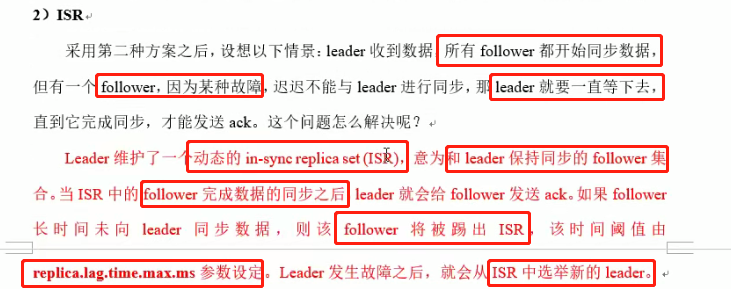 2）ISR
采用第二种方案之后，设想以下情景：leader 收到数据，所有 follower 都开始同步数据，
但有一个 follower，因为某种故障，迟迟不能与 leader 进行同步，那 leader 就要一直等下去，
直到它完成同步，才能发送 ack。这个问题怎么解决呢？
Leader 维护了一个动态的 in-sync replica set (ISR)，意为和 leader 保持同步的 follower 集
合。当 ISR 中的 follower 完成数据的同步之后，leader 就会给 follower 发送 ack。如果 follower
长时间未向 leader 同步数据，则该 follower 将被踢出 ISR，该时间阈值由
replica.lag.time.max.ms 参数设定。Leader 发生故障之后，就会从 ISR 中选举新的 leader。